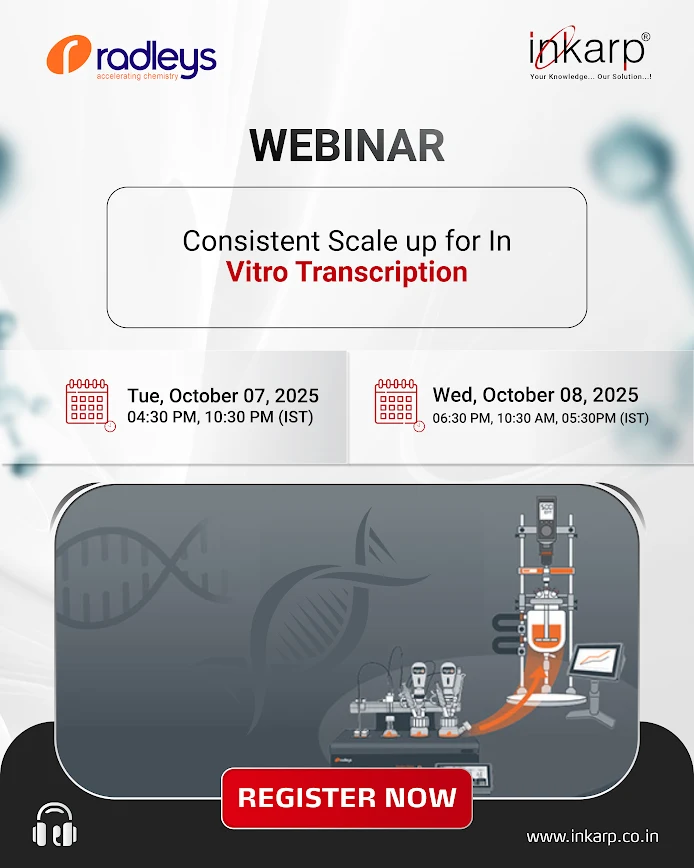 radleys
accelerating chemistry
inkarp®
Your Knowledge... Our Solution...!
WEBINAR
Consistent Scale up for In
Vitro Transcription
Tue, October 07, 2025
04:30 PM, 10:30 PM (IST)
Wed, October 08, 2025
06:30 PM, 10:30 AM, 05:30PM (IST)
radleys
REGISTER NOW
www.inkarp.co.in